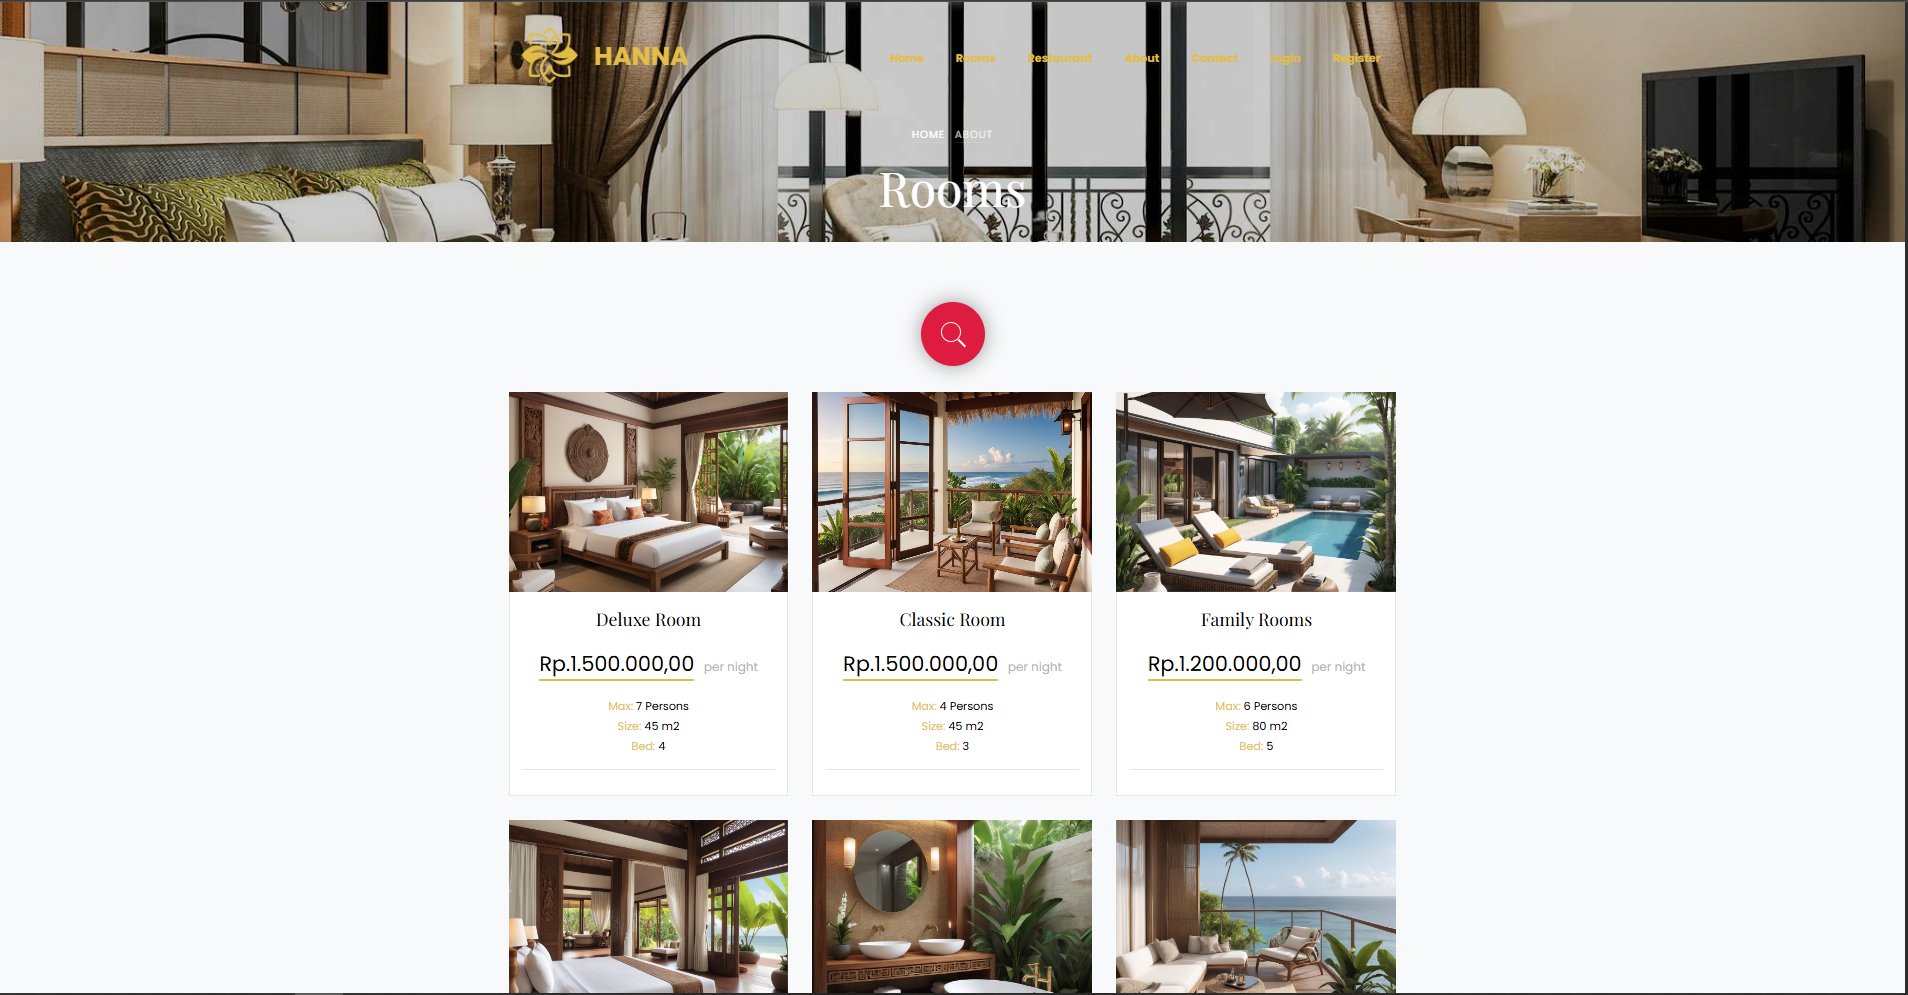 HANNA
Home Rooms Restaurant About Contact Login Register
HOME ABOUT
Rooms
Deluxe Room
Rp.1.500.000,00 per night
Max: 7 Persons
Size: 45 m2
Bed: 4
Classic Room
Rp.1.500.000,00 per night
Max: 4 Persons
Size: 45 m2
Bed: 3
Family Rooms
Rp.1.200.000,00 per night
Max: 6 Persons
Size: 80 m2
Bed: 5